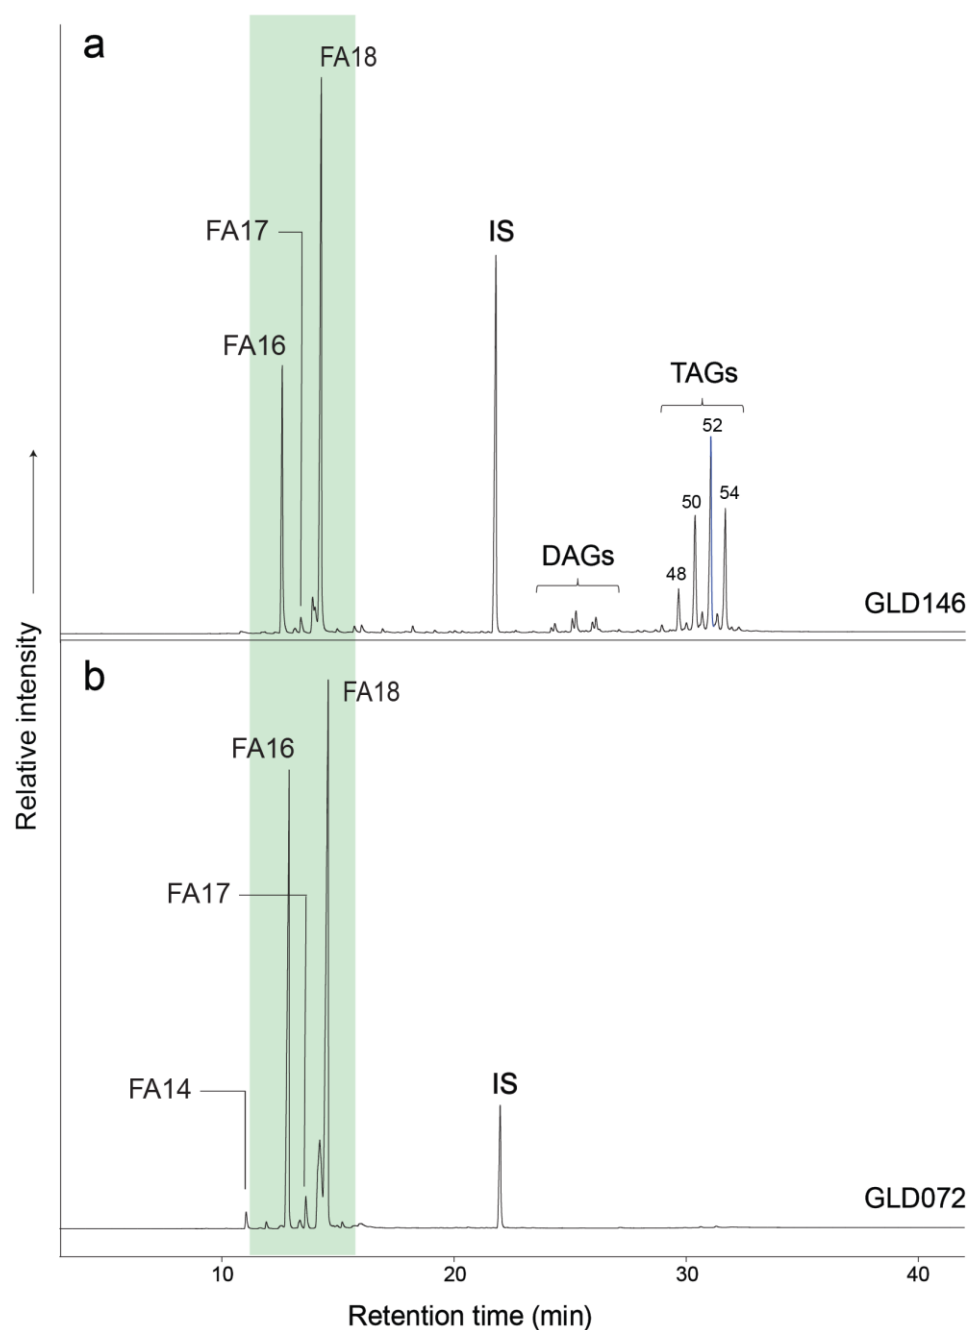 a
FA18
FA17
IS
FA16
TAGs
52
50
54
48
DAGs
GLD146
b
FA18
FA16
FA17
FA14
IS
GLD072
Relative intensity
10
20
30
40
Retention time (min)